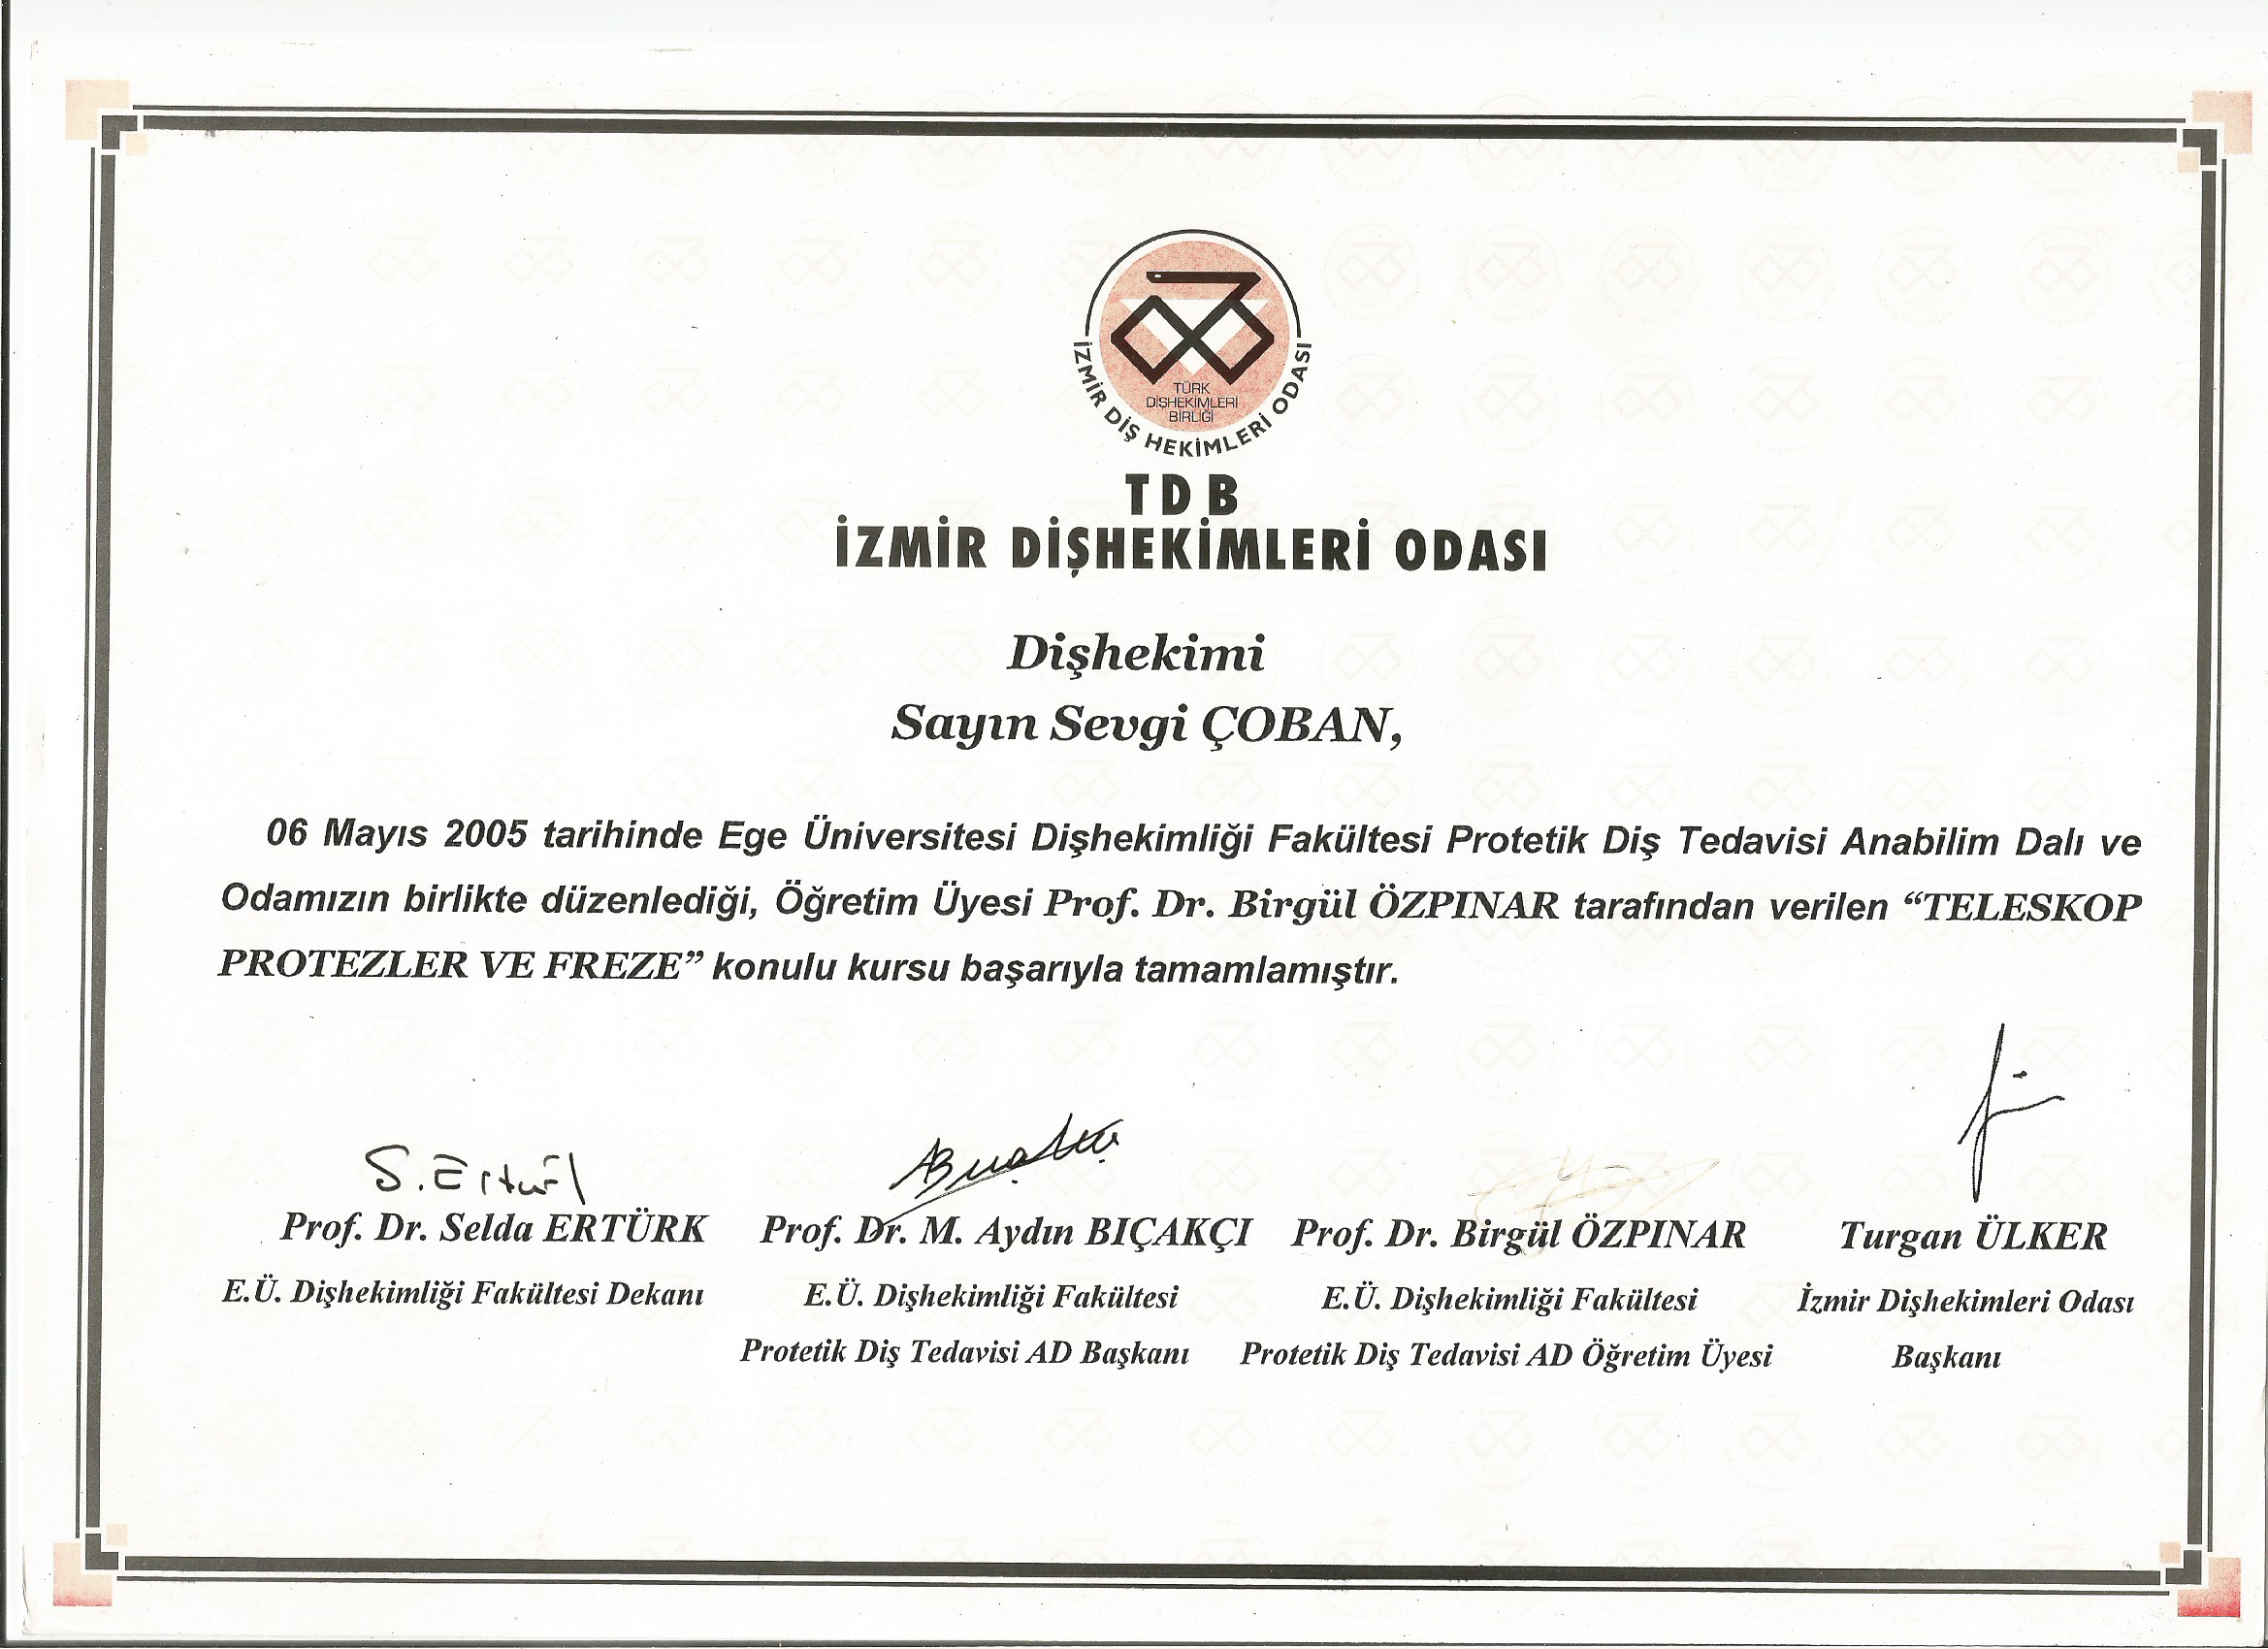 TÜRK
DİŞHEKİMLERİ
BİRLİĞİ
İZMİR DİŞ HEKİMLERİ ODASI
TDB
İZMİR DİŞHEKİMLERİ ODASI
Dişhekimi
Sayın Sevgi ÇOBAN,
06 Mayıs 2005 tarihinde Ege Üniversitesi Dişhekimliği Fakültesi Protetik Diş Tedavisi Anabilim Dalı ve
Odamızın birlikte düzenlediği, Öğretim Üyesi Prof. Dr. Birgül ÖZPINAR tarafından verilen “TELESKOP
PROTEZLER VE FREZE” konulu kursu başarıyla tamamlamıştır.
S. Ertürk
Prof. Dr. Selda ERTÜRK
E.Ü. Dişhekimliği Fakültesi Dekanı
Prof. Dr. M. Aydın BIÇAKÇI
E.Ü. Dişhekimliği Fakültesi
Protetik Diş Tedavisi AD Başkanı
Prof. Dr. Birgül ÖZPINAR
E.Ü. Dişhekimliği Fakültesi
Protetik Diş Tedavisi AD Öğretim Üyesi
Turgan ÜLKER
İzmir Dişhekimleri Odası
Başkanı